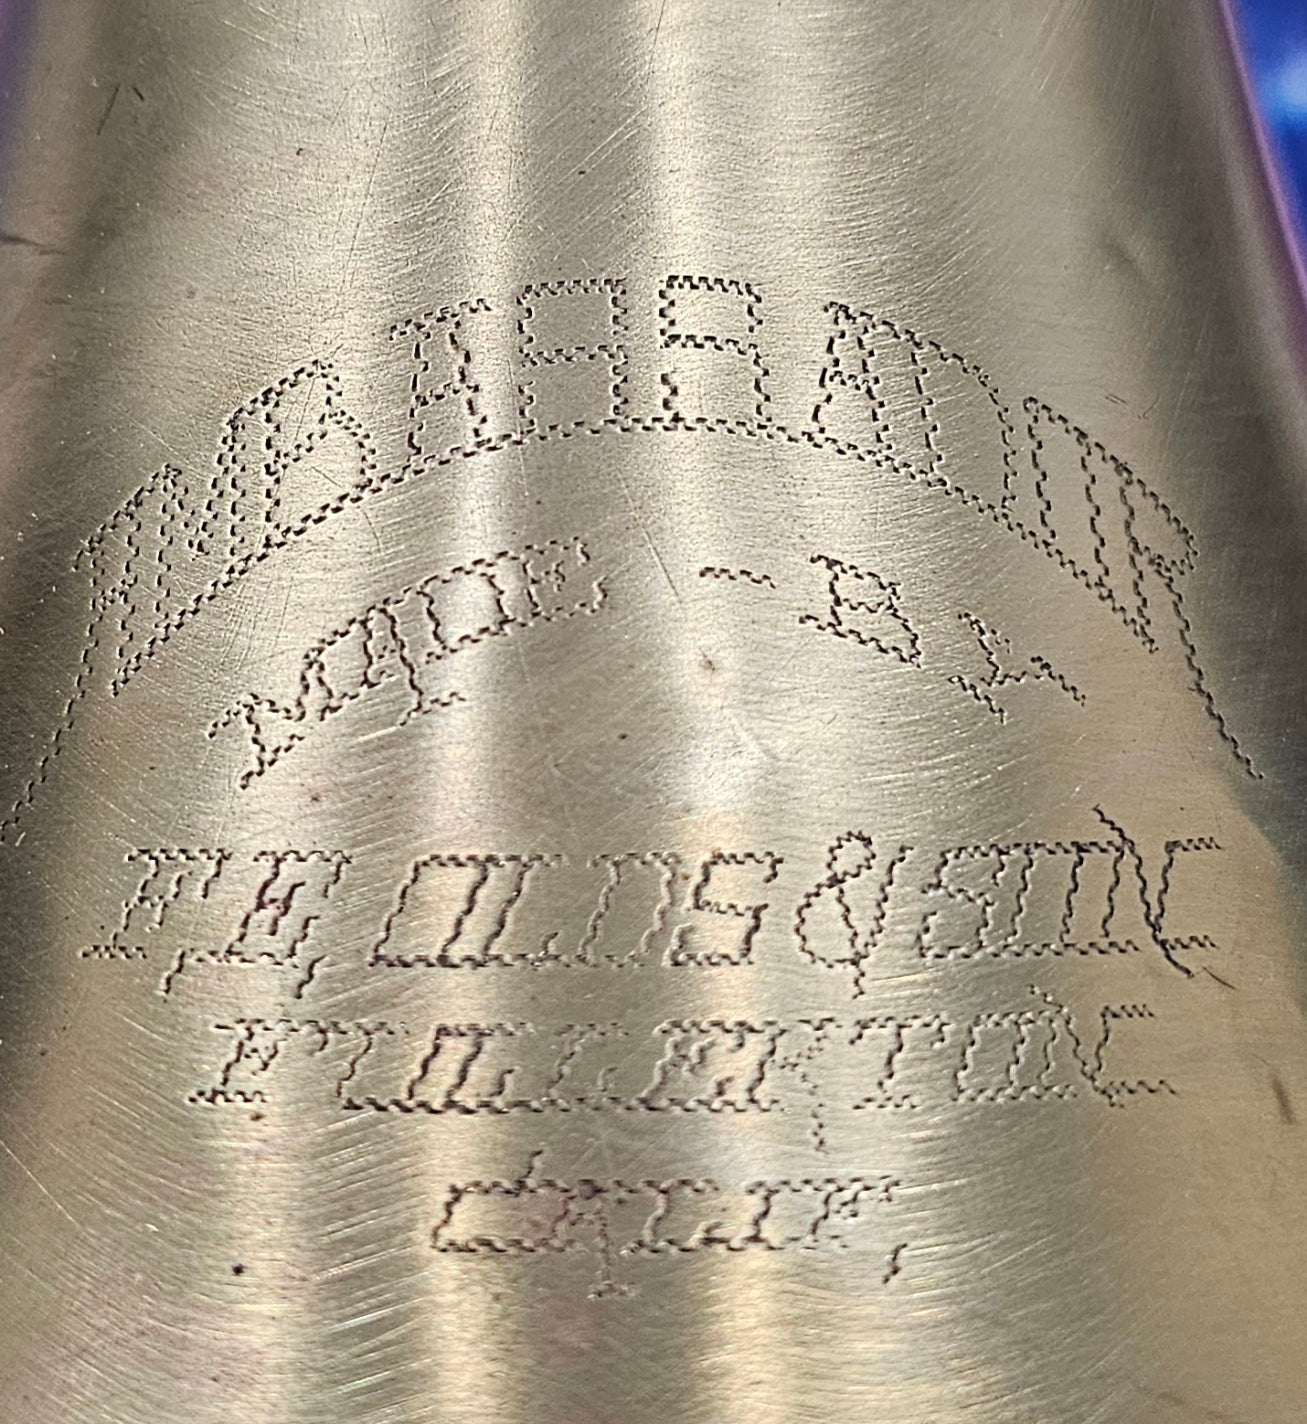 AMBASSADOR
MADE - BY
F. E. OLDS & SON
FULLERTON
CALIF.